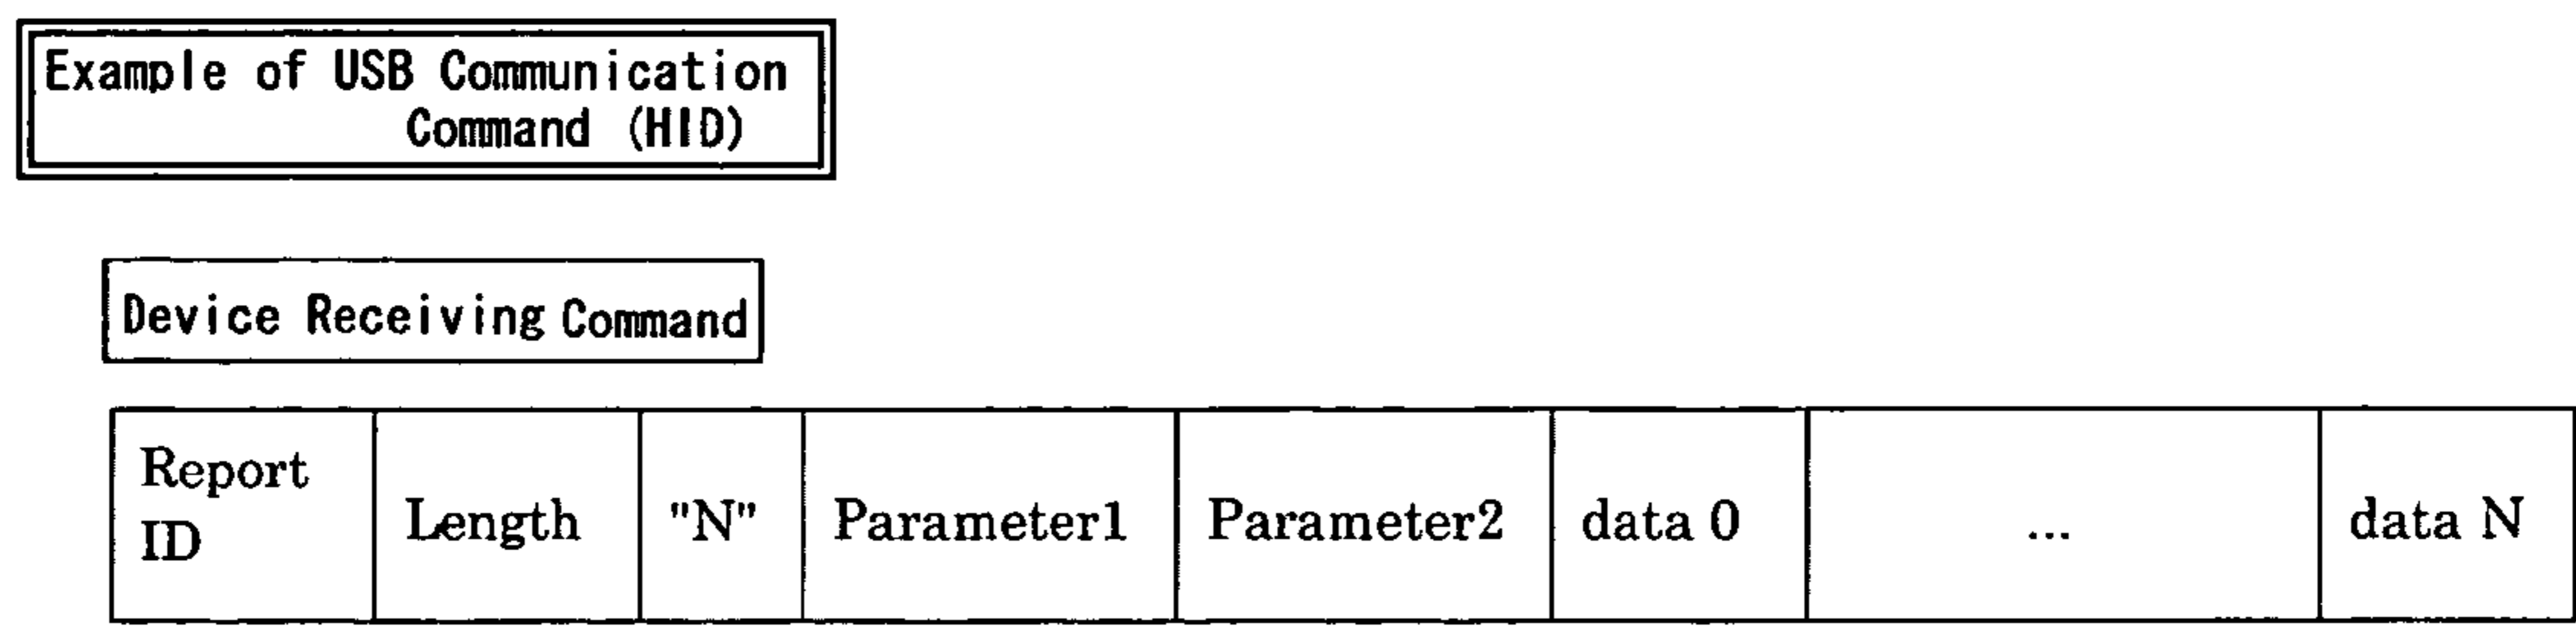 Example of USB Communication
Command (HID)
Device Receiving Command
Report
ID
Length
"N"
Parameter1
Parameter2
data 0
...
data N